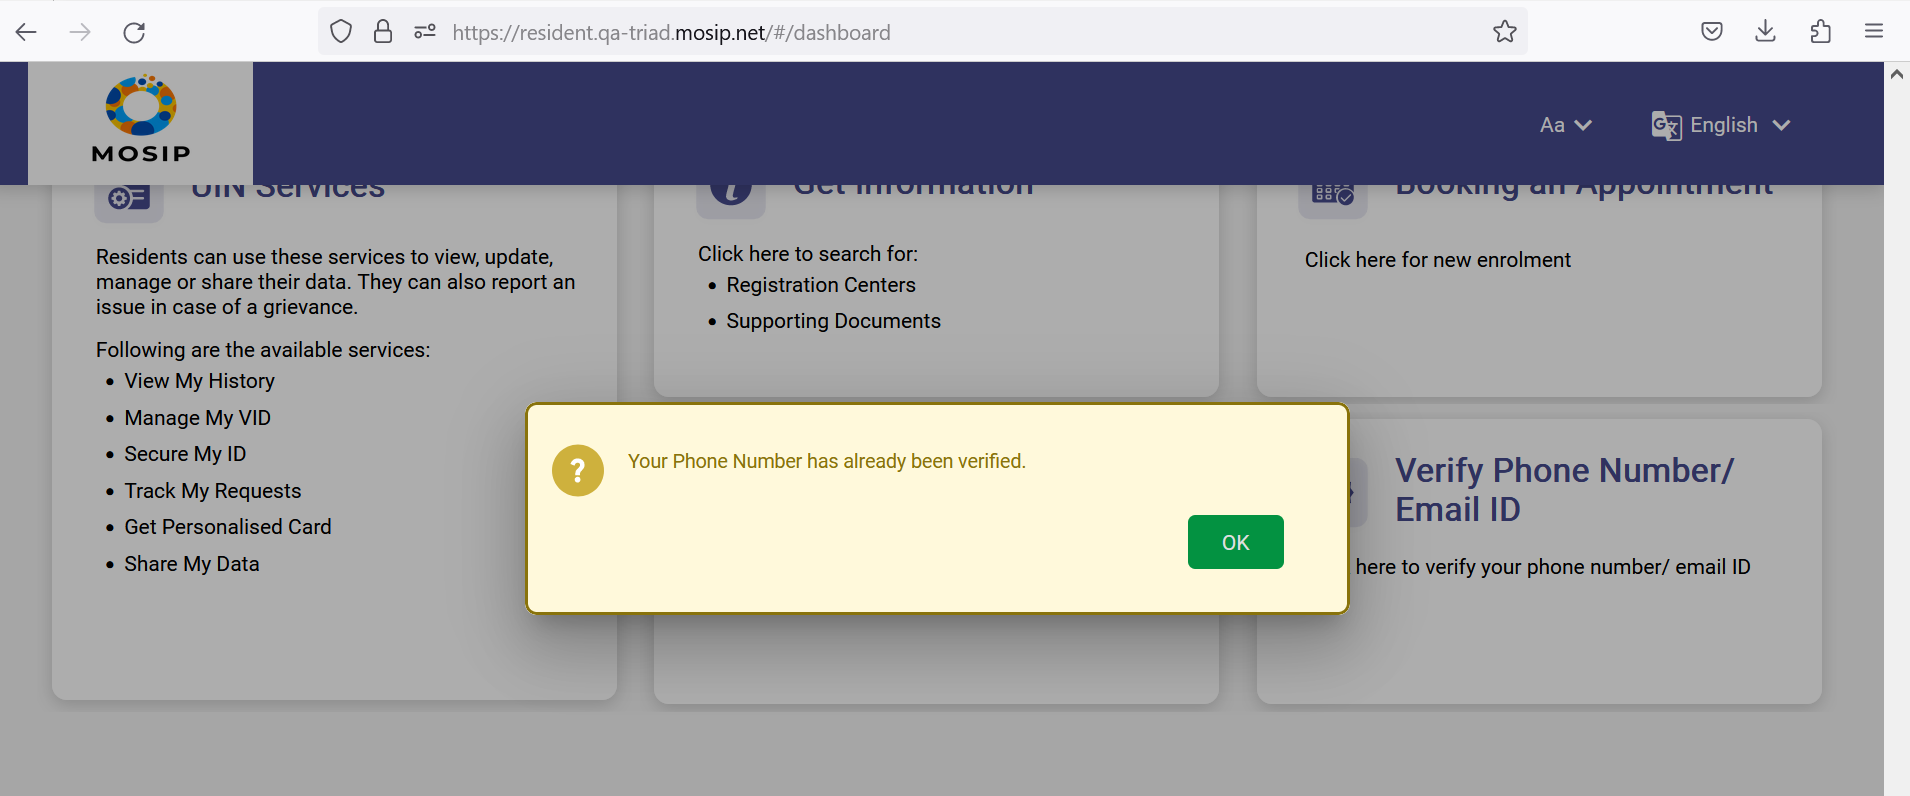 https://resident.qa-triad.mosip.net/#/dashboard
MOSIP
Aa
English
UIN Services
Residents can use these services to view, update,
manage or share their data. They can also report an
issue in case of a grievance.
Following are the available services:
• View My History
• Manage My VID
• Secure My ID
• Track My Requests
• Get Personalised Card
• Share My Data
Get Information
Click here to search for:
• Registration Centers
• Supporting Documents
Booking an Appointment
Click here for new enrolment
? Your Phone Number has already been verified.
OK
Verify Phone Number/
Email ID
here to verify your phone number/ email ID